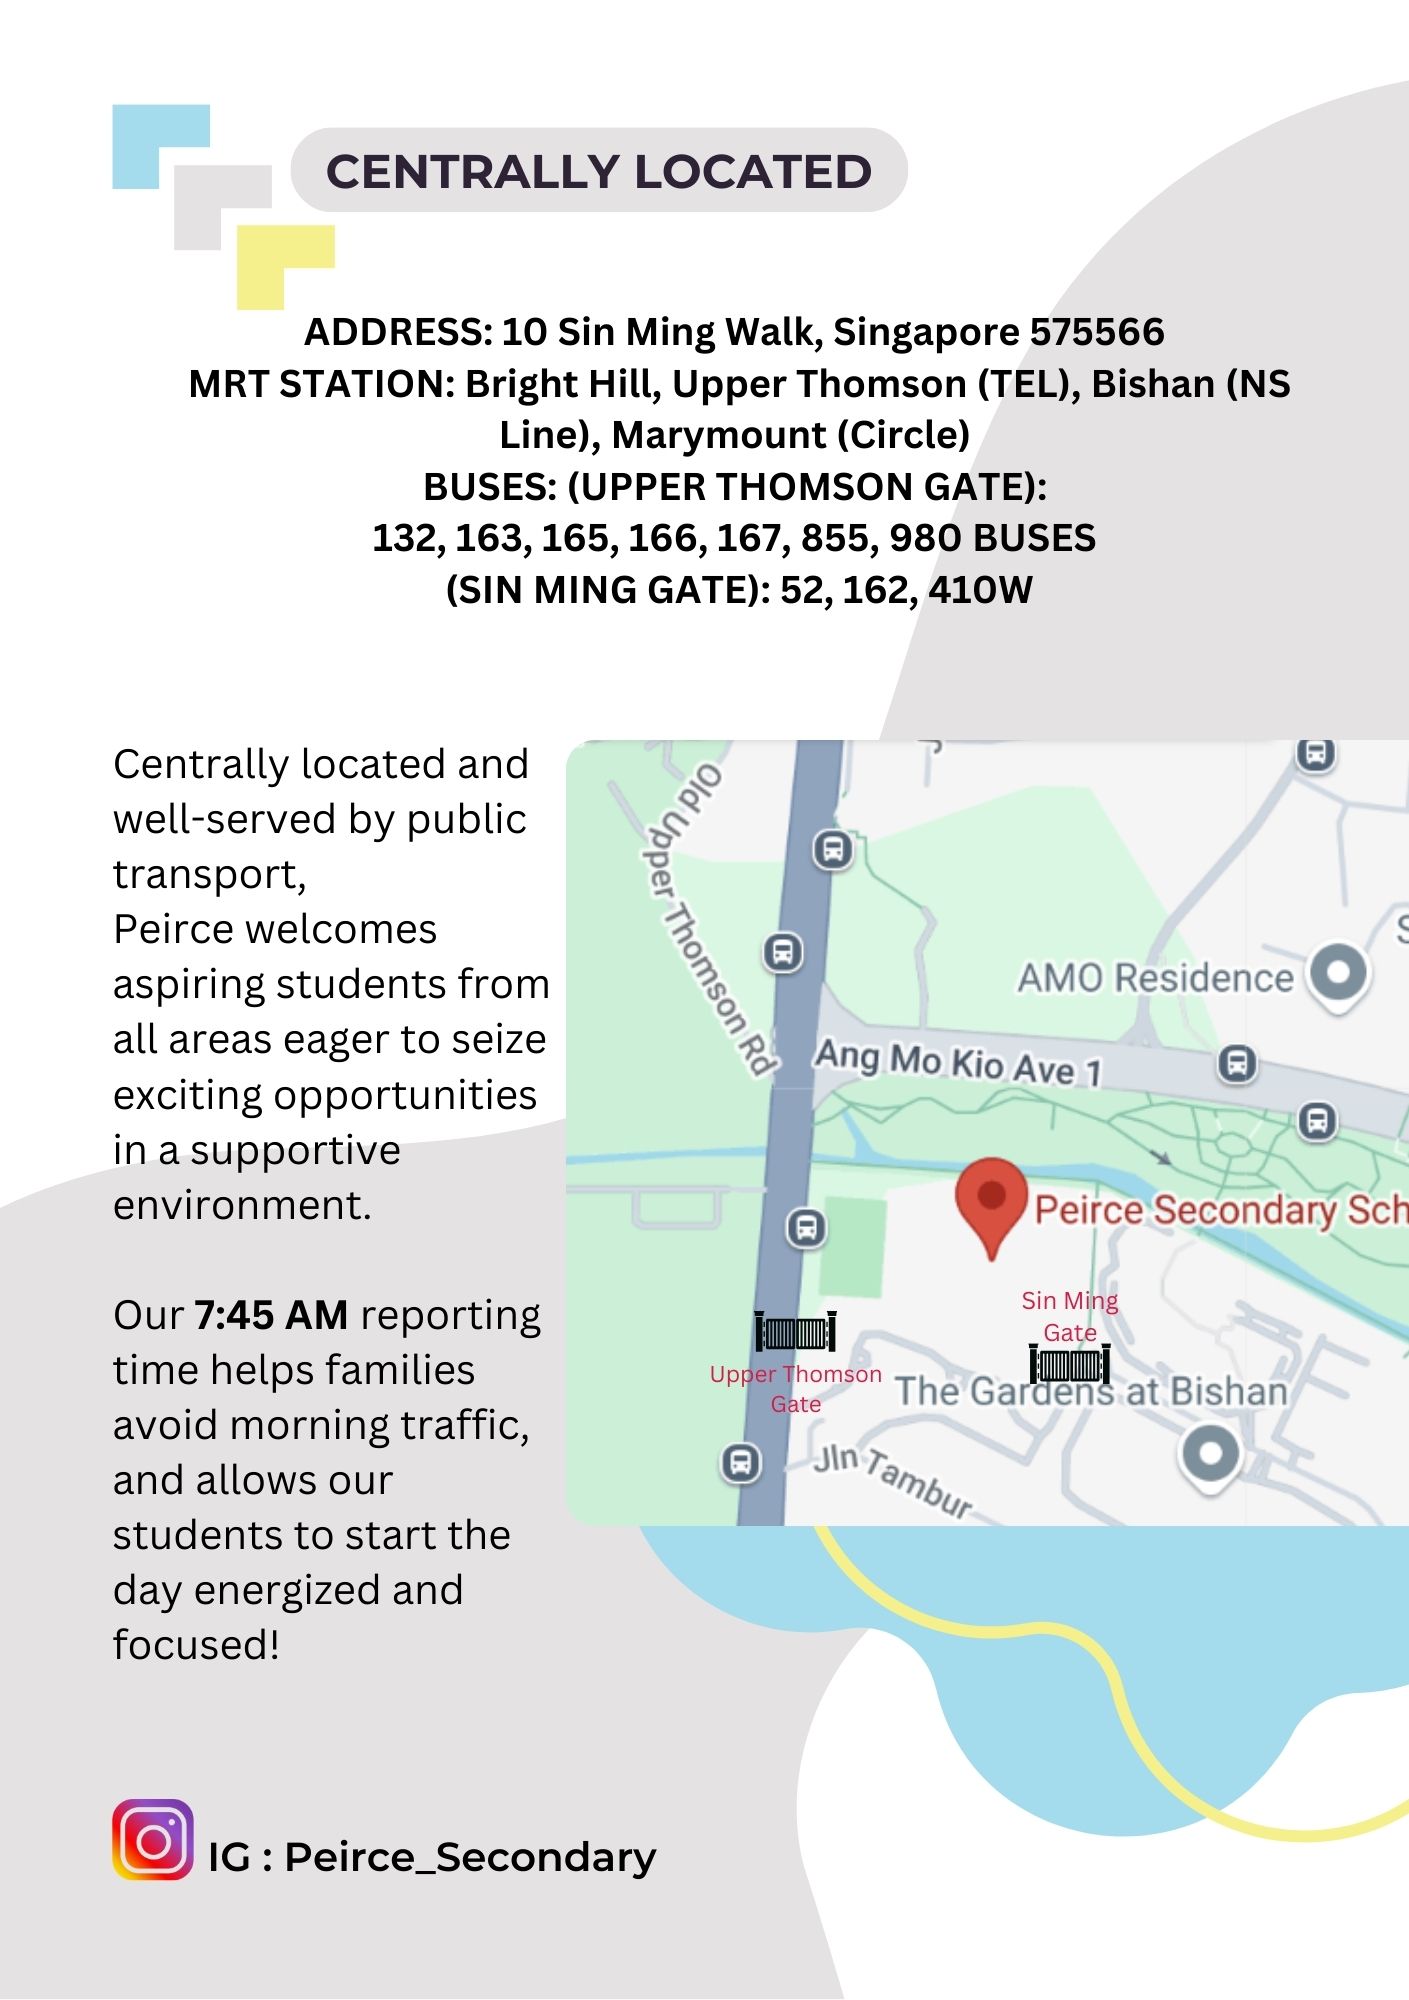 CENTRALLY LOCATED
ADDRESS: 10 Sin Ming Walk, Singapore 575566
MRT STATION: Bright Hill, Upper Thomson (TEL), Bishan (NS
Line), Marymount (Circle)
BUSES: (UPPER THOMSON GATE):
132, 163, 165, 166, 167, 855, 980 BUSES
(SIN MING GATE): 52, 162, 410W
Centrally located and
well-served by public
transport,
Peirce welcomes
aspiring students from
all areas eager to seize
exciting opportunities
in a supportive
environment.
Our 7:45 AM reporting
time helps families
avoid morning traffic,
and allows our
students to start the
day energized and
focused!
Old Upper Thomson Rd
AMO Residence
S
Ang Mo Kio Ave 1
Peirce Secondary Sch
Sin Ming
Gate
Upper Thomson
Gate
The Gardens at Bishan
Jln Tambur
IG : Peirce_Secondary